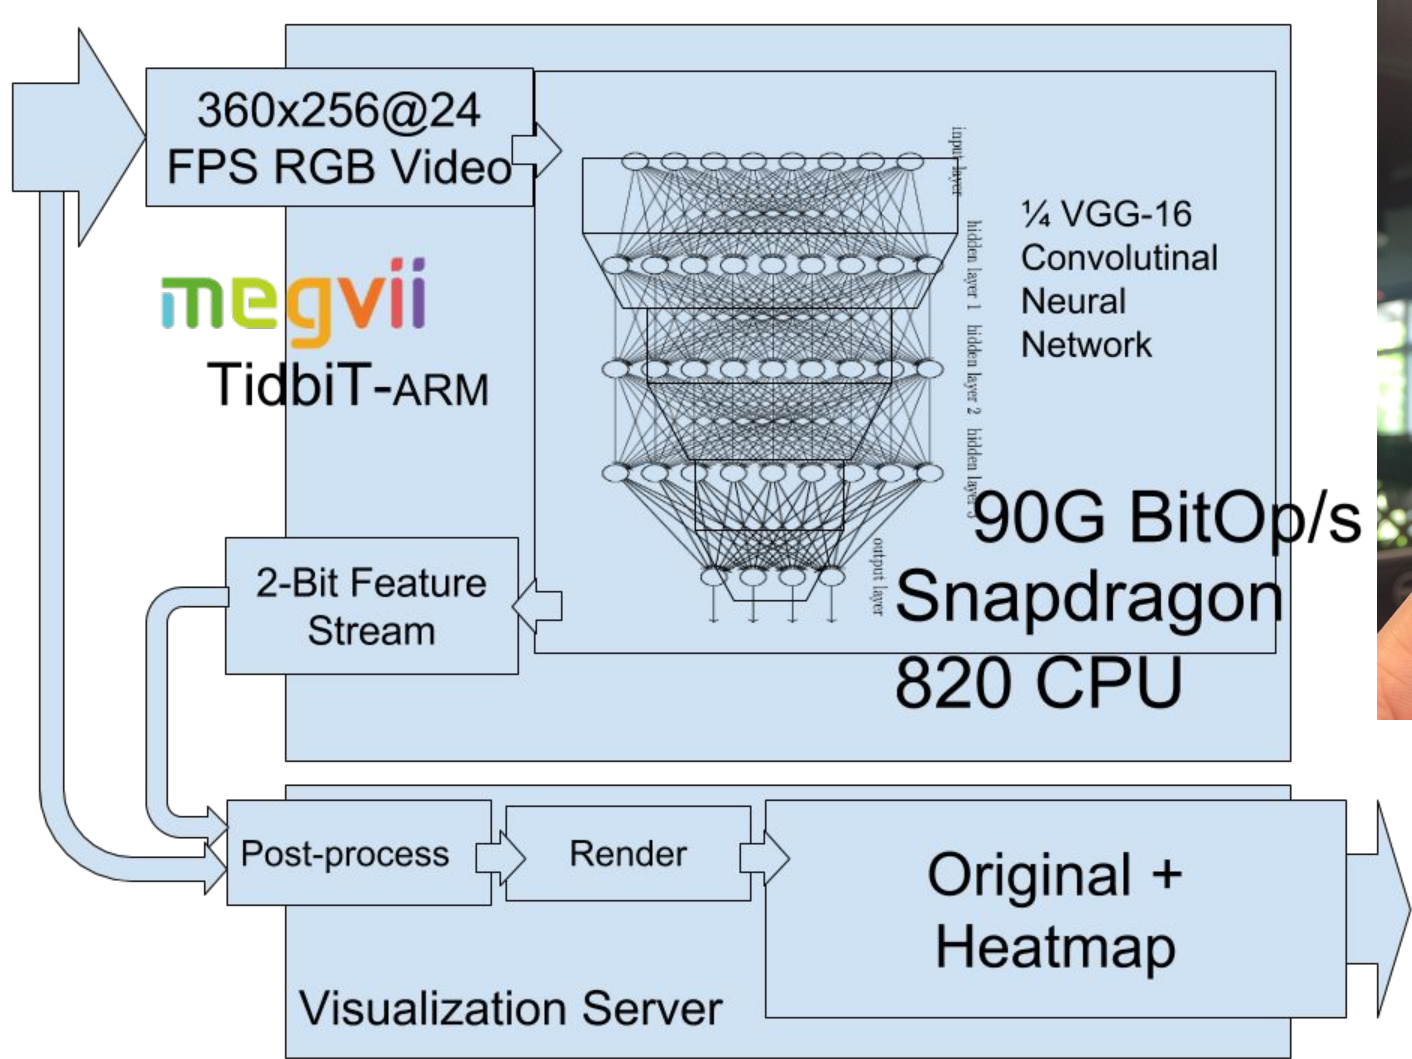 360x256@24
FPS RGB Video
megvii
TidbiT-ARM
input layer
hidden layer 1
hidden layer 2
hidden layer 3
output layer
¼ VGG-16
Convolutinal
Neural
Network
90G BitOp/s
Snapdragon
820 CPU
2-Bit Feature
Stream
Post-process
Render
Original +
Heatmap
Visualization Server